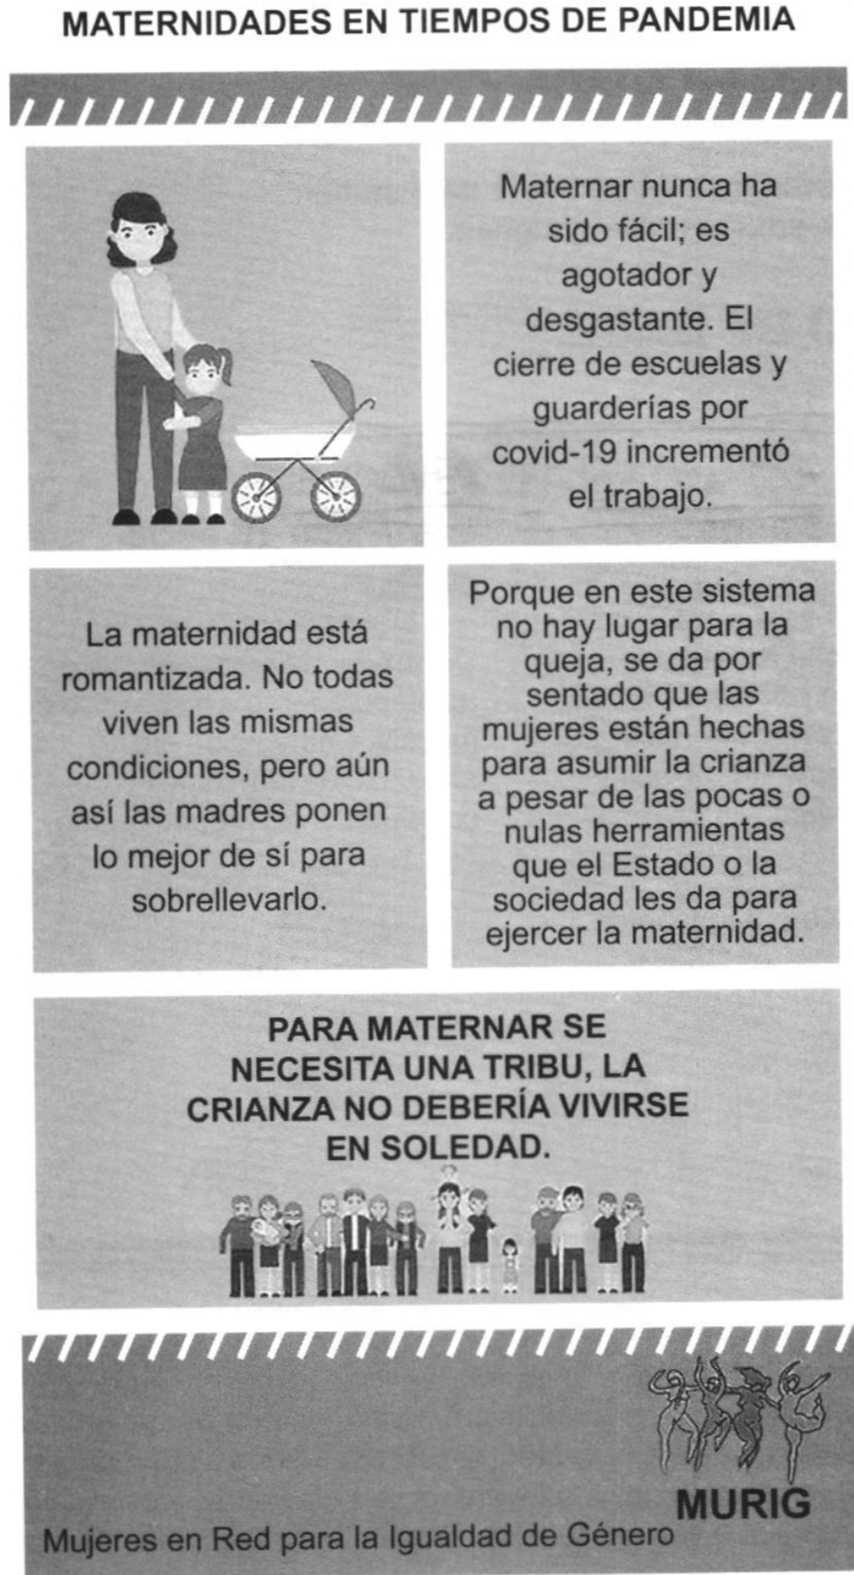 MATERNIDADES EN TIEMPOS DE PANDEMIA
Maternar nunca ha
sido fácil; es
agotador y
desgastante. El
cierre de escuelas y
guarderías por
covid-19 incrementó
el trabajo.
La maternidad está
romantizada. No todas
viven las mismas
condiciones, pero aún
así las madres ponen
lo mejor de sí para
sobrellevarlo.
Porque en este sistema
no hay lugar para la
queja, se da por
sentado que las
mujeres están hechas
para asumir la crianza
a pesar de las pocas o
nulas herramientas
que el Estado o la
sociedad les da para
ejercer la maternidad.
PARA MATERNAR SE
NECESITA UNA TRIBU, LA
CRIANZA NO DEBERÍA VIVIRSE
EN SOLEDAD.
MURIG
Mujeres en Red para la Igualdad de Género